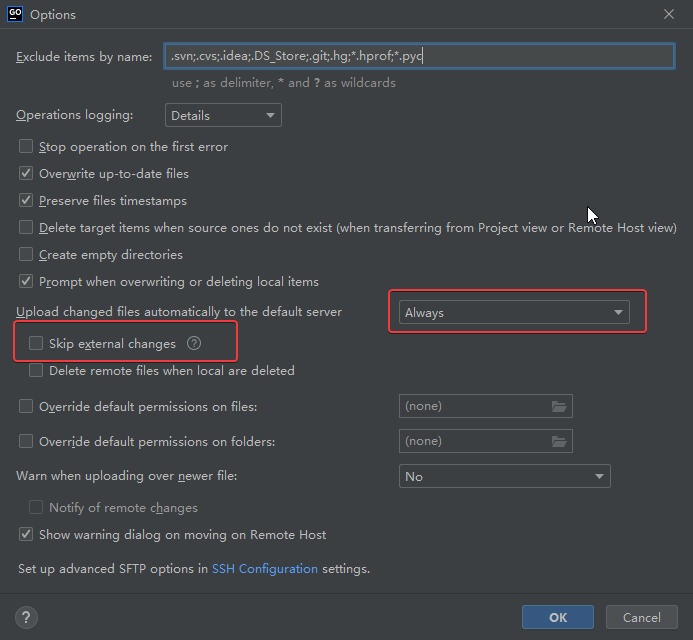 GO Options
Exclude items by name: .svn;.cvs;.idea;.DS_Store;.git;.hg;*.hprof;*.pyc
use ; as delimiter, * and ? as wildcards
Operations logging: Details
Stop operation on the first error
Overwrite up-to-date files
Preserve files timestamps
Delete target items when source ones do not exist (when transferring from Project view or Remote Host view)
Create empty directories
Prompt when overwriting or deleting local items
Upload changed files automatically to the default server Always
Skip external changes ?
Delete remote files when local are deleted
Override default permissions on files: (none)
Override default permissions on folders: (none)
Warn when uploading over newer file: No
Notify of remote changes
Show warning dialog on moving on Remote Host
Set up advanced SFTP options in SSH Configuration settings.
? OK Cancel